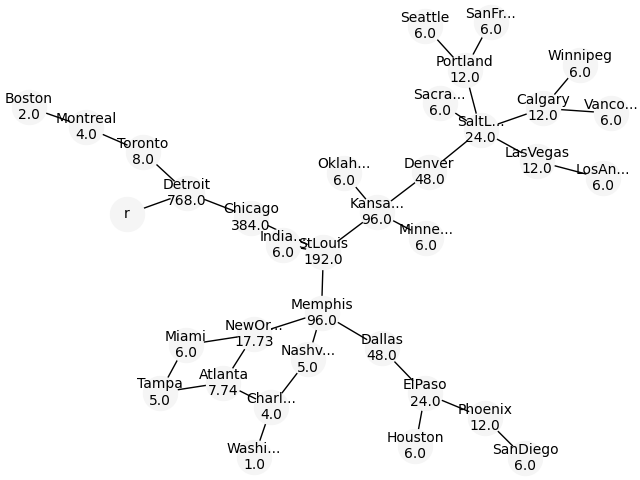 Seattle
6.0
SanFr...
6.0
Portland
12.0
Winnipeg
6.0
Boston
2.0
Montreal
4.0
Sacra...
6.0
Calgary
12.0
Vanco...
6.0
SaltL...
24.0
Toronto
8.0
LasVegas
12.0
LosAn...
6.0
Oklah...
6.0
Denver
48.0
Detroit
768.0
r
Chicago
384.0
Kansa...
96.0
India...
6.0
StLouis
192.0
Minne...
6.0
Memphis
96.0
NewOr...
17.73
Miami
6.0
Nashv...
5.0
Dallas
48.0
Tampa
5.0
Atlanta
7.74
Charl...
4.0
ElPaso
24.0
Phoenix
12.0
Houston
6.0
Washi...
1.0
SanDiego
6.0